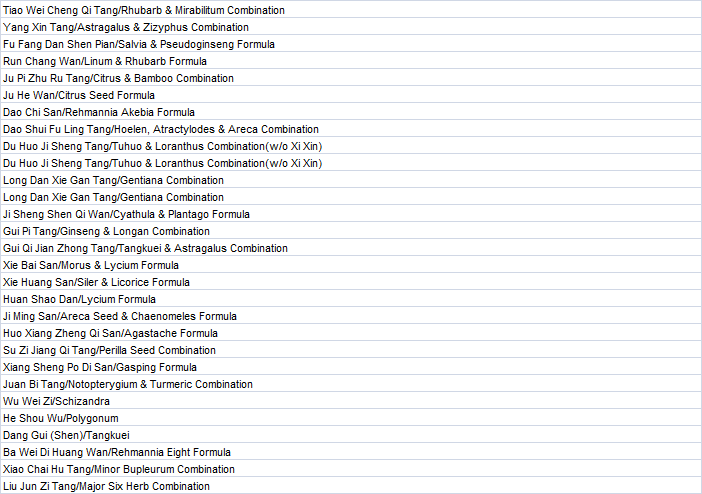 Tiao Wei Cheng Qi Tang/Rhubarb & Mirabilitum Combination
Yang Xin Tang/Astragalus & Zizyphus Combination
Fu Fang Dan Shen Pian/Salvia & Pseudoginseng Formula
Run Chang Wan/Linum & Rhubarb Formula
Ju Pi Zhu Ru Tang/Citrus & Bamboo Combination
Ju He Wan/Citrus Seed Formula
Dao Chi San/Rehmannia Akebia Formula
Dao Shui Fu Ling Tang/Hoelen, Atractylodes & Areca Combination
Du Huo Ji Sheng Tang/Tuhuo & Loranthus Combination(w/o Xi Xin)
Du Huo Ji Sheng Tang/Tuhuo & Loranthus Combination(w/o Xi Xin)
Long Dan Xie Gan Tang/Gentiana Combination
Long Dan Xie Gan Tang/Gentiana Combination
Ji Sheng Shen Qi Wan/Cyathula & Plantago Formula
Gui Pi Tang/Ginseng & Longan Combination
Gui Qi Jian Zhong Tang/Tangkuei & Astragalus Combination
Xie Bai San/Morus & Lycium Formula
Xie Huang San/Siler & Licorice Formula
Huan Shao Dan/Lycium Formula
Ji Ming San/Areca Seed & Chaenomeles Formula
Huo Xiang Zheng Qi San/Agastache Formula
Su Zi Jiang Qi Tang/Perilla Seed Combination
Xiang Sheng Po Di San/Gasping Formula
Juan Bi Tang/Notopterygium & Turmeric Combination
Wu Wei Zi/Schizandra
He Shou Wu/Polygonum
Dang Gui (Shen)/Tangkuei
Ba Wei Di Huang Wan/Rehmannia Eight Formula
Xiao Chai Hu Tang/Minor Bupleurum Combination
Liu Jun Zi Tang/Major Six Herb Combination